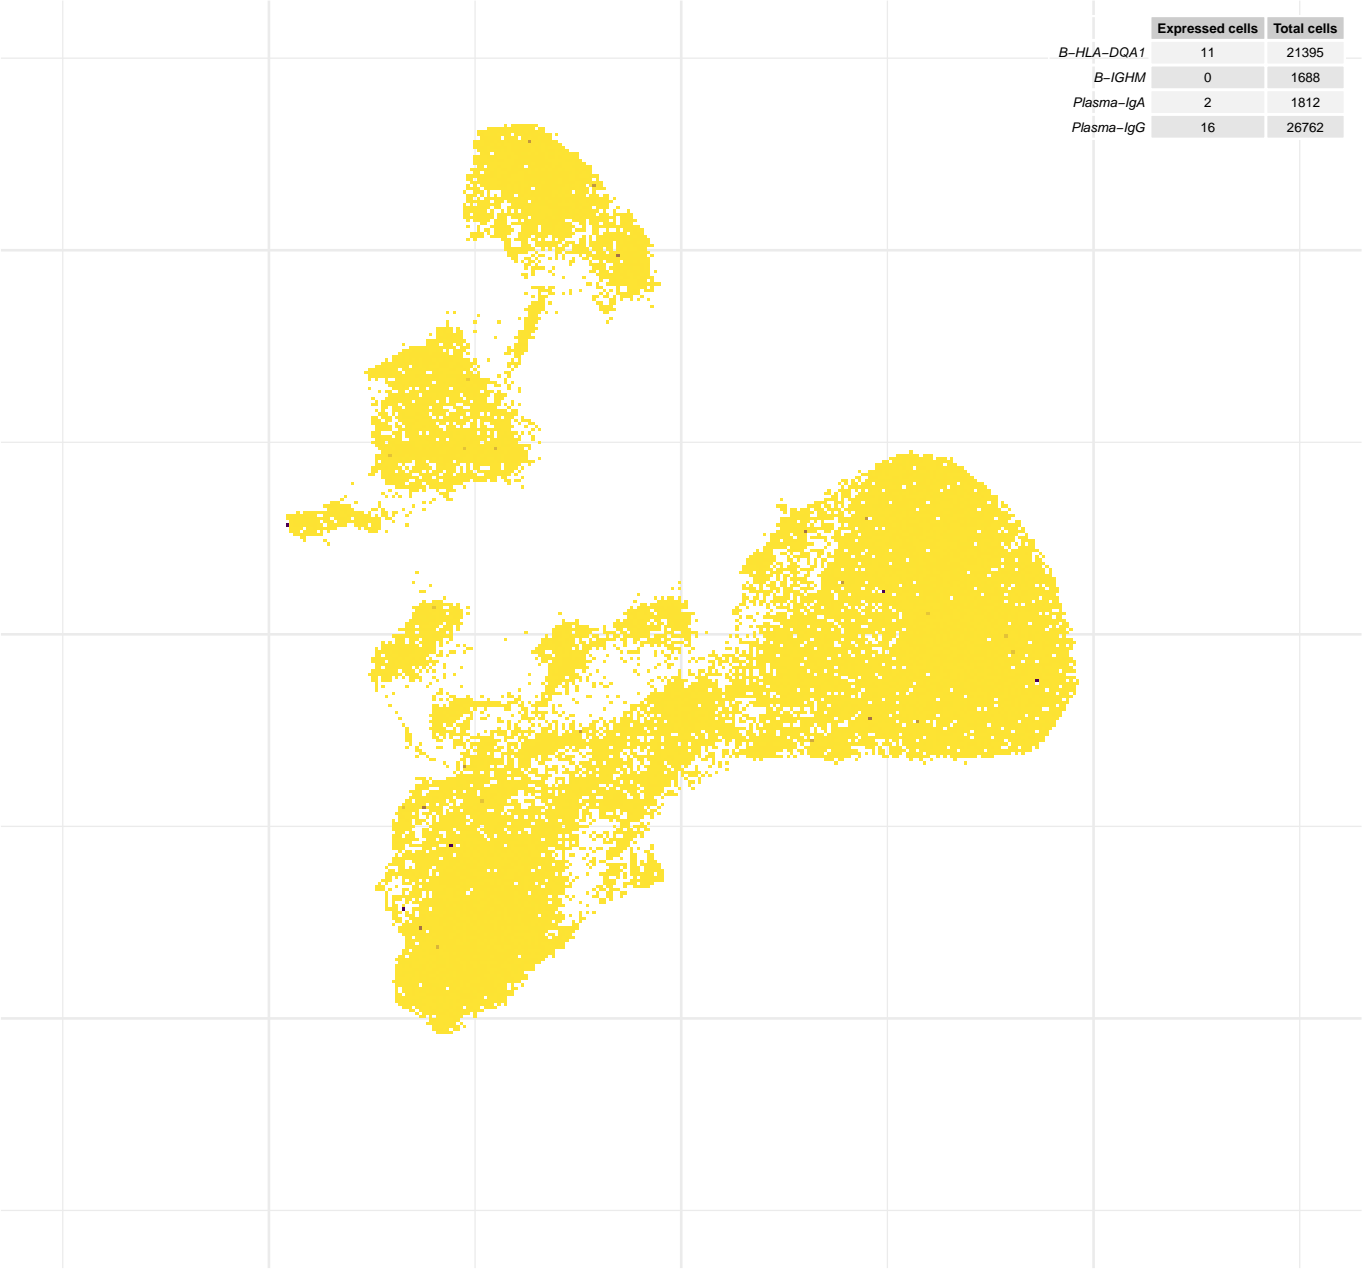 Expressed cells Total cells
B−HLA−DQA1 11 21395
B−IGHM 0 1688
Plasma−IgA 2 1812
Plasma−IgG 16 26762